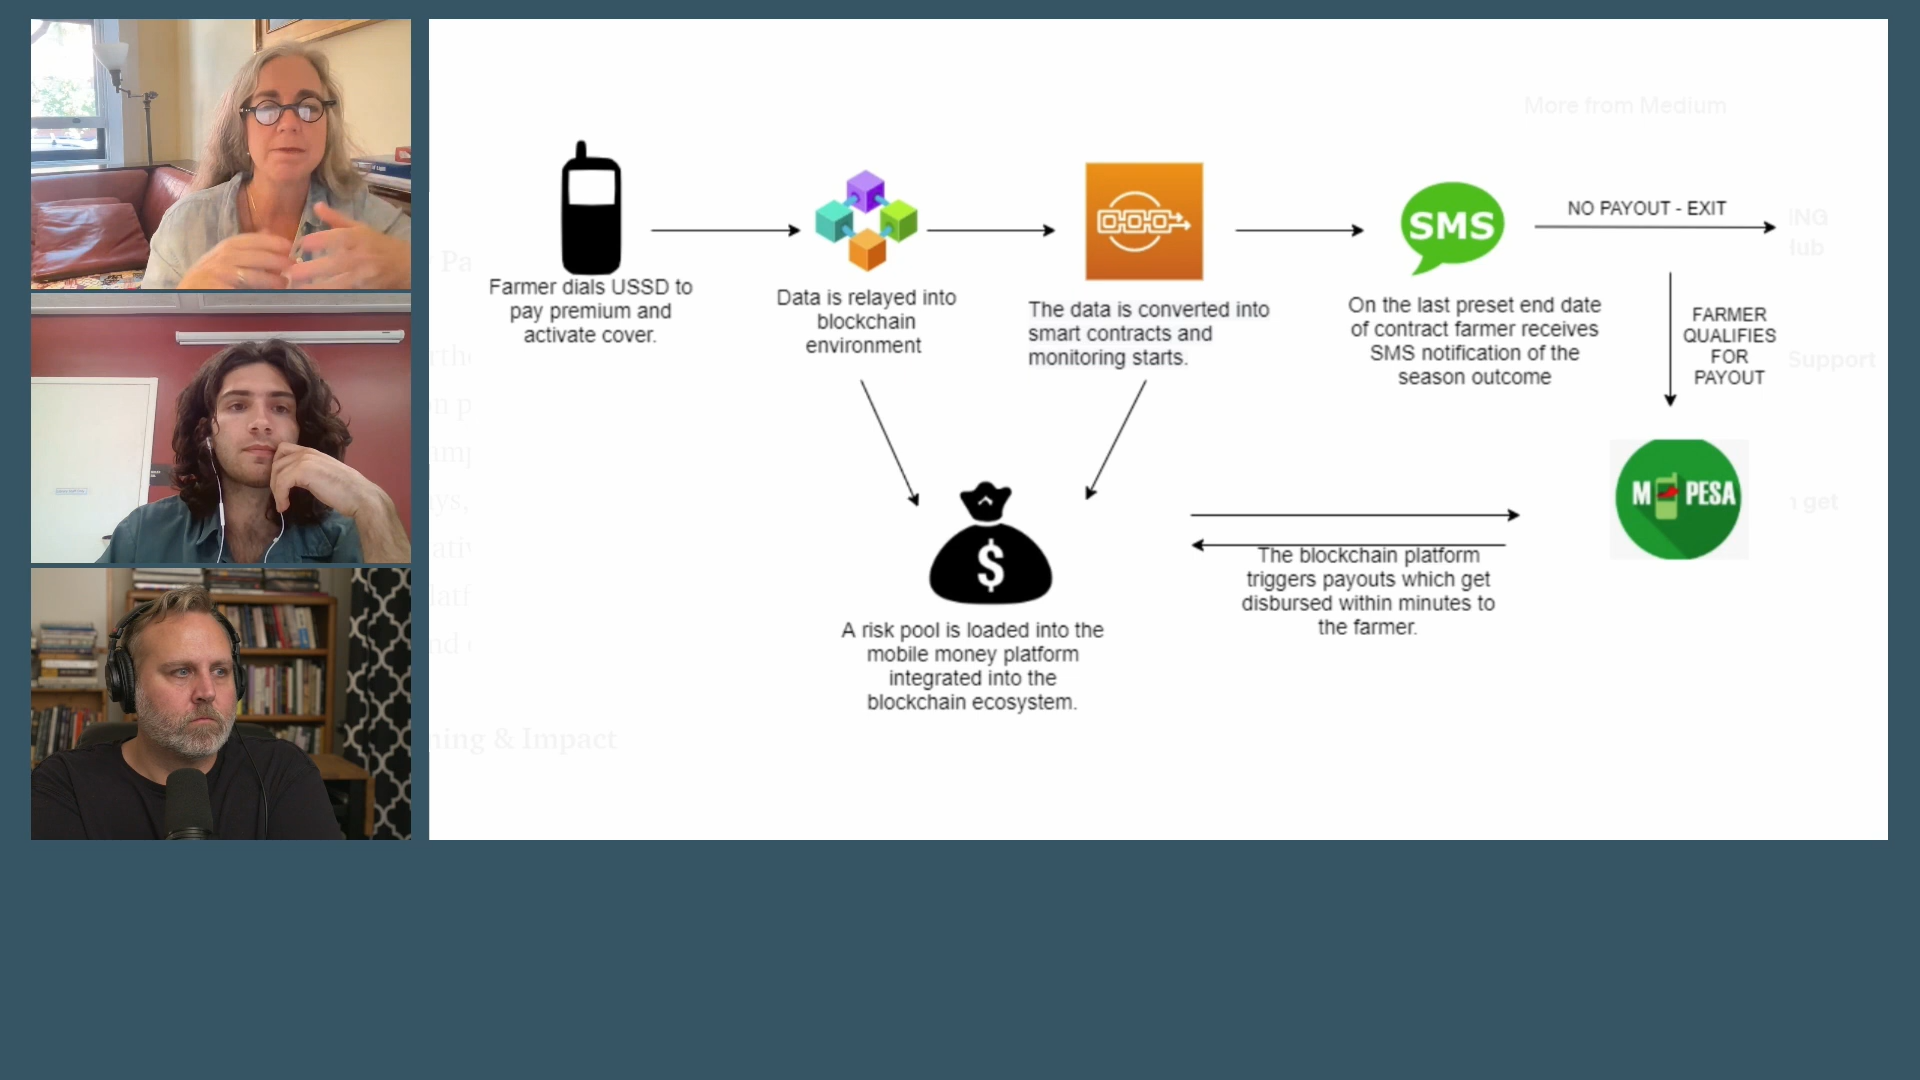 More from Medium
SMS
NO PAYOUT - EXIT
Farmer dials USSD to
pay premium and
activate cover.
Data is relayed into
blockchain
environment
The data is converted into
smart contracts and
monitoring starts.
On the last preset end date
of contract farmer receives
SMS notification of the
season outcome
FARMER
QUALIFIES
FOR
PAYOUT
Support
M PESA
get
$
The blockchain platform
triggers payouts which get
disbursed within minutes to
the farmer.
A risk pool is loaded into the
mobile money platform
integrated into the
blockchain ecosystem.
& Impact